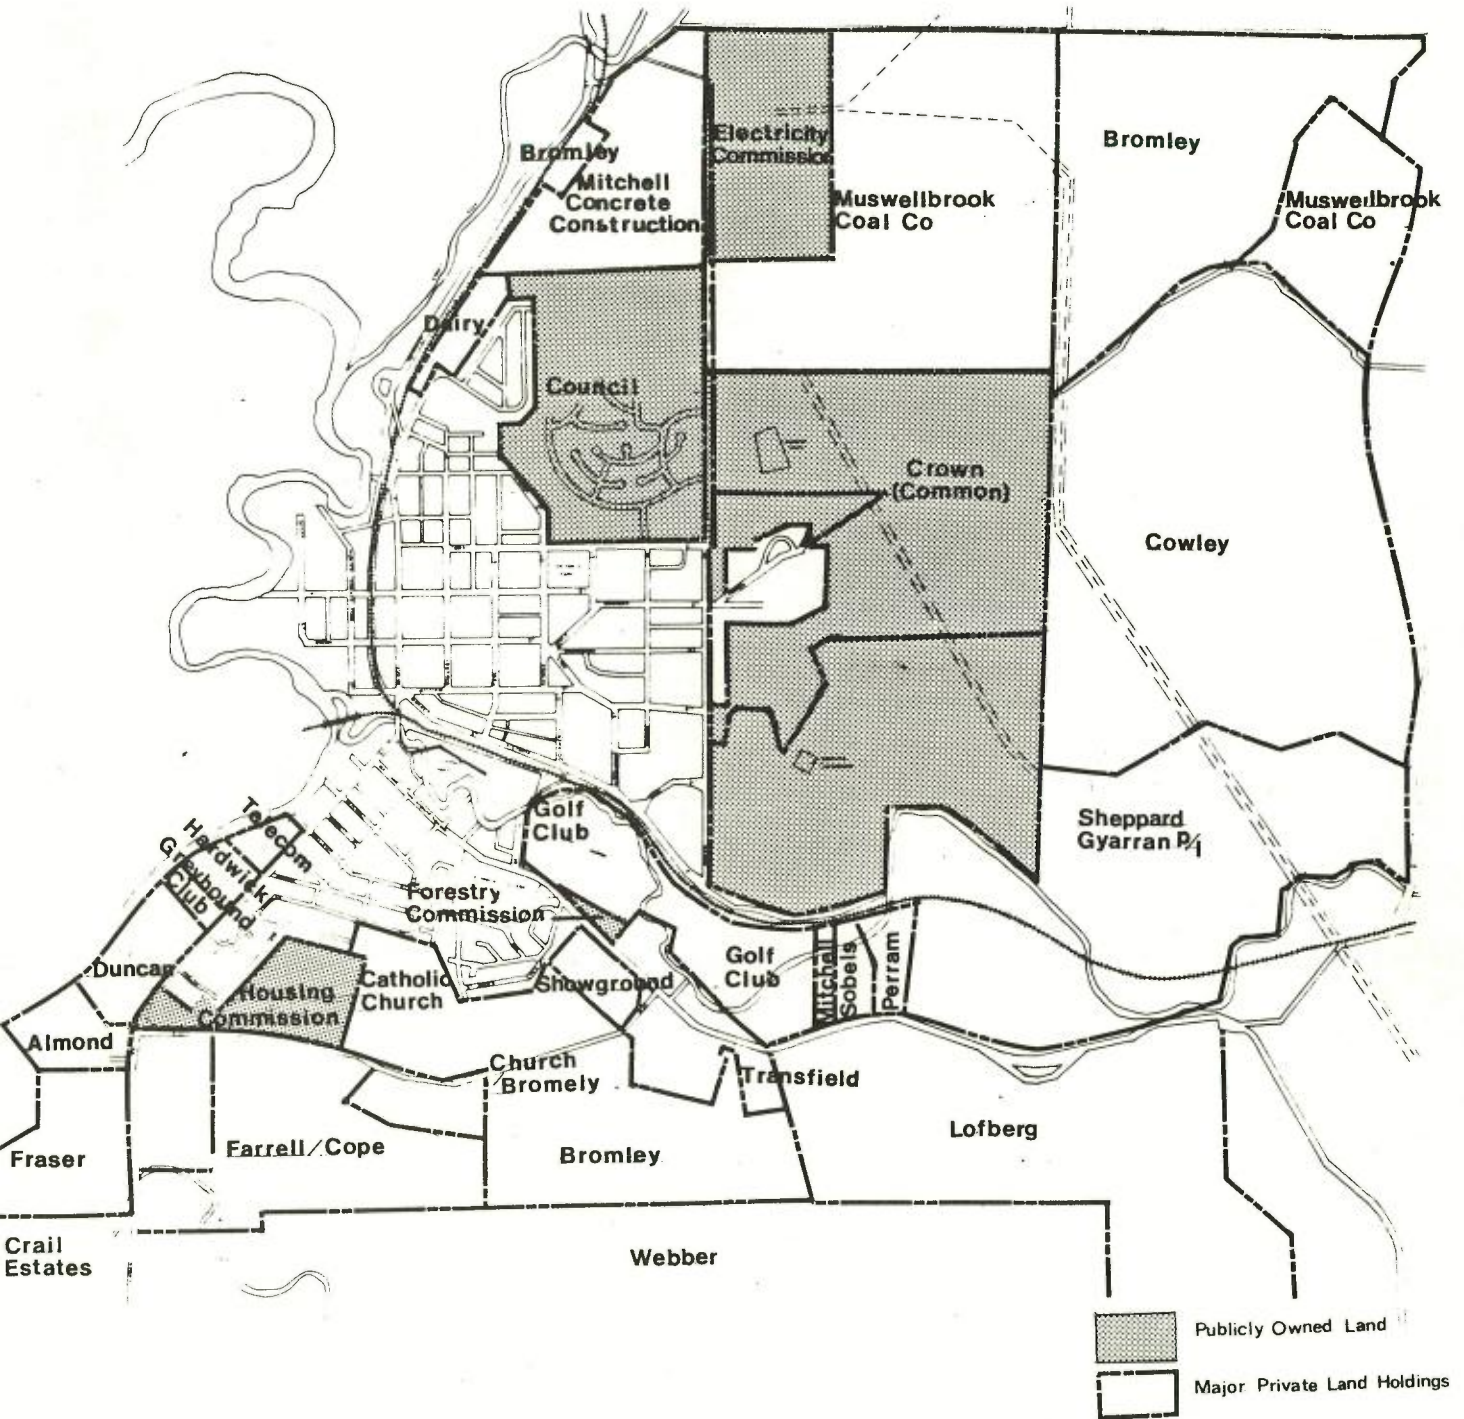 Bromley
Mitchell
Concrete
Construction
Electricity
Commission
Muswellbrook
Coal Co
Bromley
Muswellbrook
Coal Co
Dairy
Council
Crown
(Common)
Cowley
Sheppard
Gyarran P/l
Golf
Club
Telecom
Hardwick
Greyhound
Club
Forestry
Commission
Golf
Club
Mitchell
Sobels
Perram
Duncan
Housing
Commission
Catholic
Church
Showground
Almond
Church
Bromely
Transfield
Fraser
Farrell/Cope
Bromley
Lofberg
Crail
Estates
Webber
Publicly Owned Land
Major Private Land Holdings